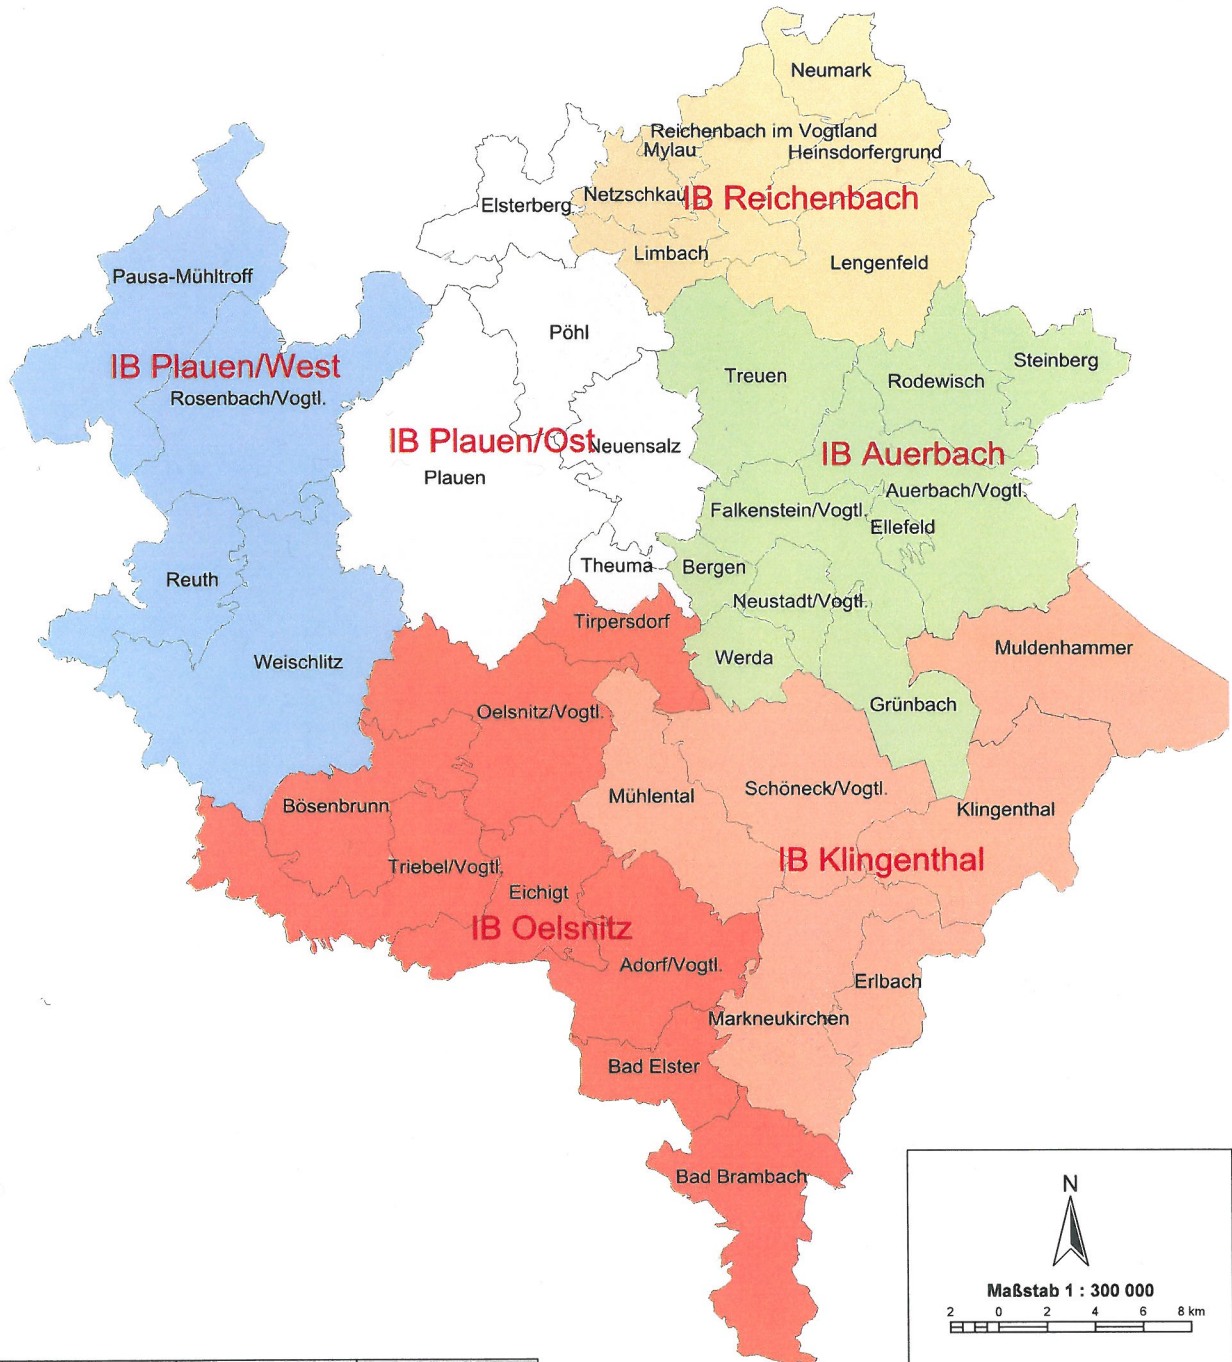 Neumark
Reichenbach im Vogtland
Mylau
Heinsdorfergrund
Netzschkau
IB Reichenbach
Elsterberg
Limbach
Lengenfeld
Pausa-Mühltroff
Pöhl
IB Plauen/West
Rosenbach/Vogtl.
Treuen
Rodewisch
Steinberg
IB Plauen/Ost
Neuensalz
Plauen
IB Auerbach
Auerbach/Vogtl.
Falkenstein/Vogtl.
Ellefeld
Theuma
Bergen
Reuth
Neustadt/Vogtl.
Tirpersdorf
Weischlitz
Werda
Muldenhammer
Oelsnitz/Vogtl.
Grünbach
Bösenbrunn
Mühlental
Schöneck/Vogtl.
Klingenthal
Triebel/Vogtl.
Eichigt
IB Klingenthal
IB Oelsnitz
Adorf/Vogtl.
Erlbach
Markneukirchen
Bad Elster
Bad Brambach
N
Maßstab 1 : 300 000
2 0 2 4 6 8 km